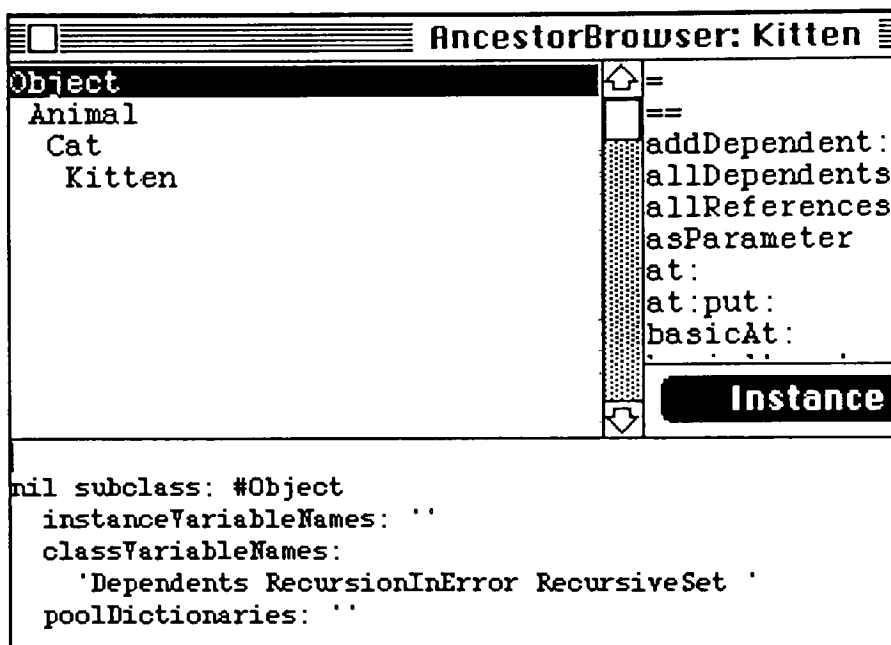 AncestorBrowser: Kitten
Object
Animal
Cat
Kitten
=
==
addDependent:
allDependents
allReferences
asParameter
at:
at:put:
basicAt:
Instance
nil subclass: #Object
instanceVariableNames: ''
classVariableNames:
'Dependents RecursionInError RecursiveSet '
poolDictionaries: ''